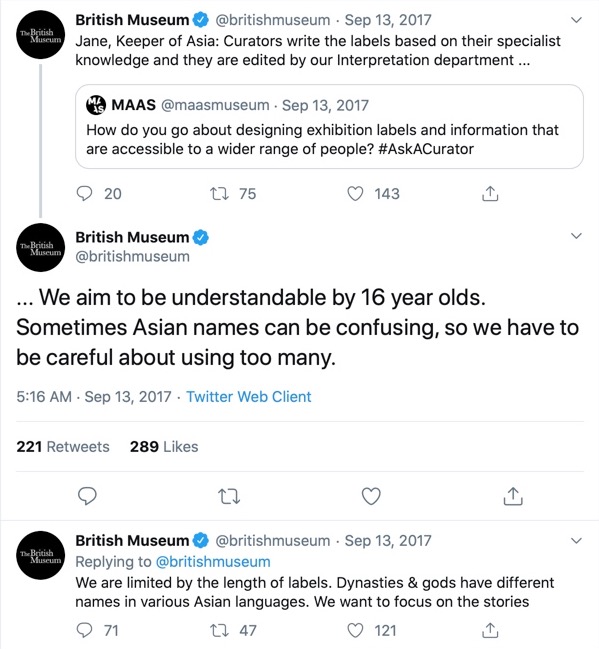 The British Museum
British Museum @britishmuseum · Sep 13, 2017
Jane, Keeper of Asia: Curators write the labels based on their specialist
knowledge and they are edited by our Interpretation department ...
MAAS
MAAS @maasmuseum · Sep 13, 2017
How do you go about designing exhibition labels and information that
are accessible to a wider range of people? #AskACurator
20 75 143
The British Museum
British Museum
@britishmuseum
... We aim to be understandable by 16 year olds.
Sometimes Asian names can be confusing, so we have to
be careful about using too many.
5:16 AM · Sep 13, 2017 · Twitter Web Client
221 Retweets 289 Likes
The British Museum
British Museum @britishmuseum · Sep 13, 2017
Replying to @britishmuseum
We are limited by the length of labels. Dynasties & gods have different
names in various Asian languages. We want to focus on the stories
71 47 121